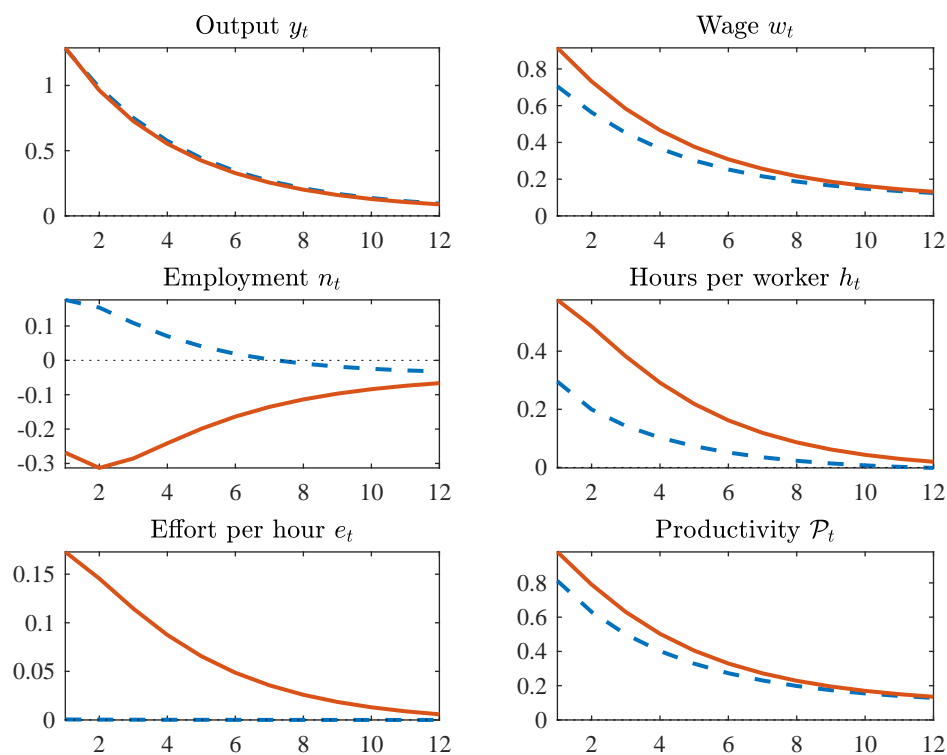 Output y_t
1
0.5
0
2 4 6 8 10 12
Wage w_t
0.8
0.6
0.4
0.2
0
2 4 6 8 10 12
Employment n_t
0.1
0
-0.1
-0.2
-0.3
2 4 6 8 10 12
Hours per worker h_t
0.4
0.2
0
2 4 6 8 10 12
Effort per hour e_t
0.15
0.1
0.05
0
2 4 6 8 10 12
Productivity 𝒫_t
0.8
0.6
0.4
0.2
0
2 4 6 8 10 12